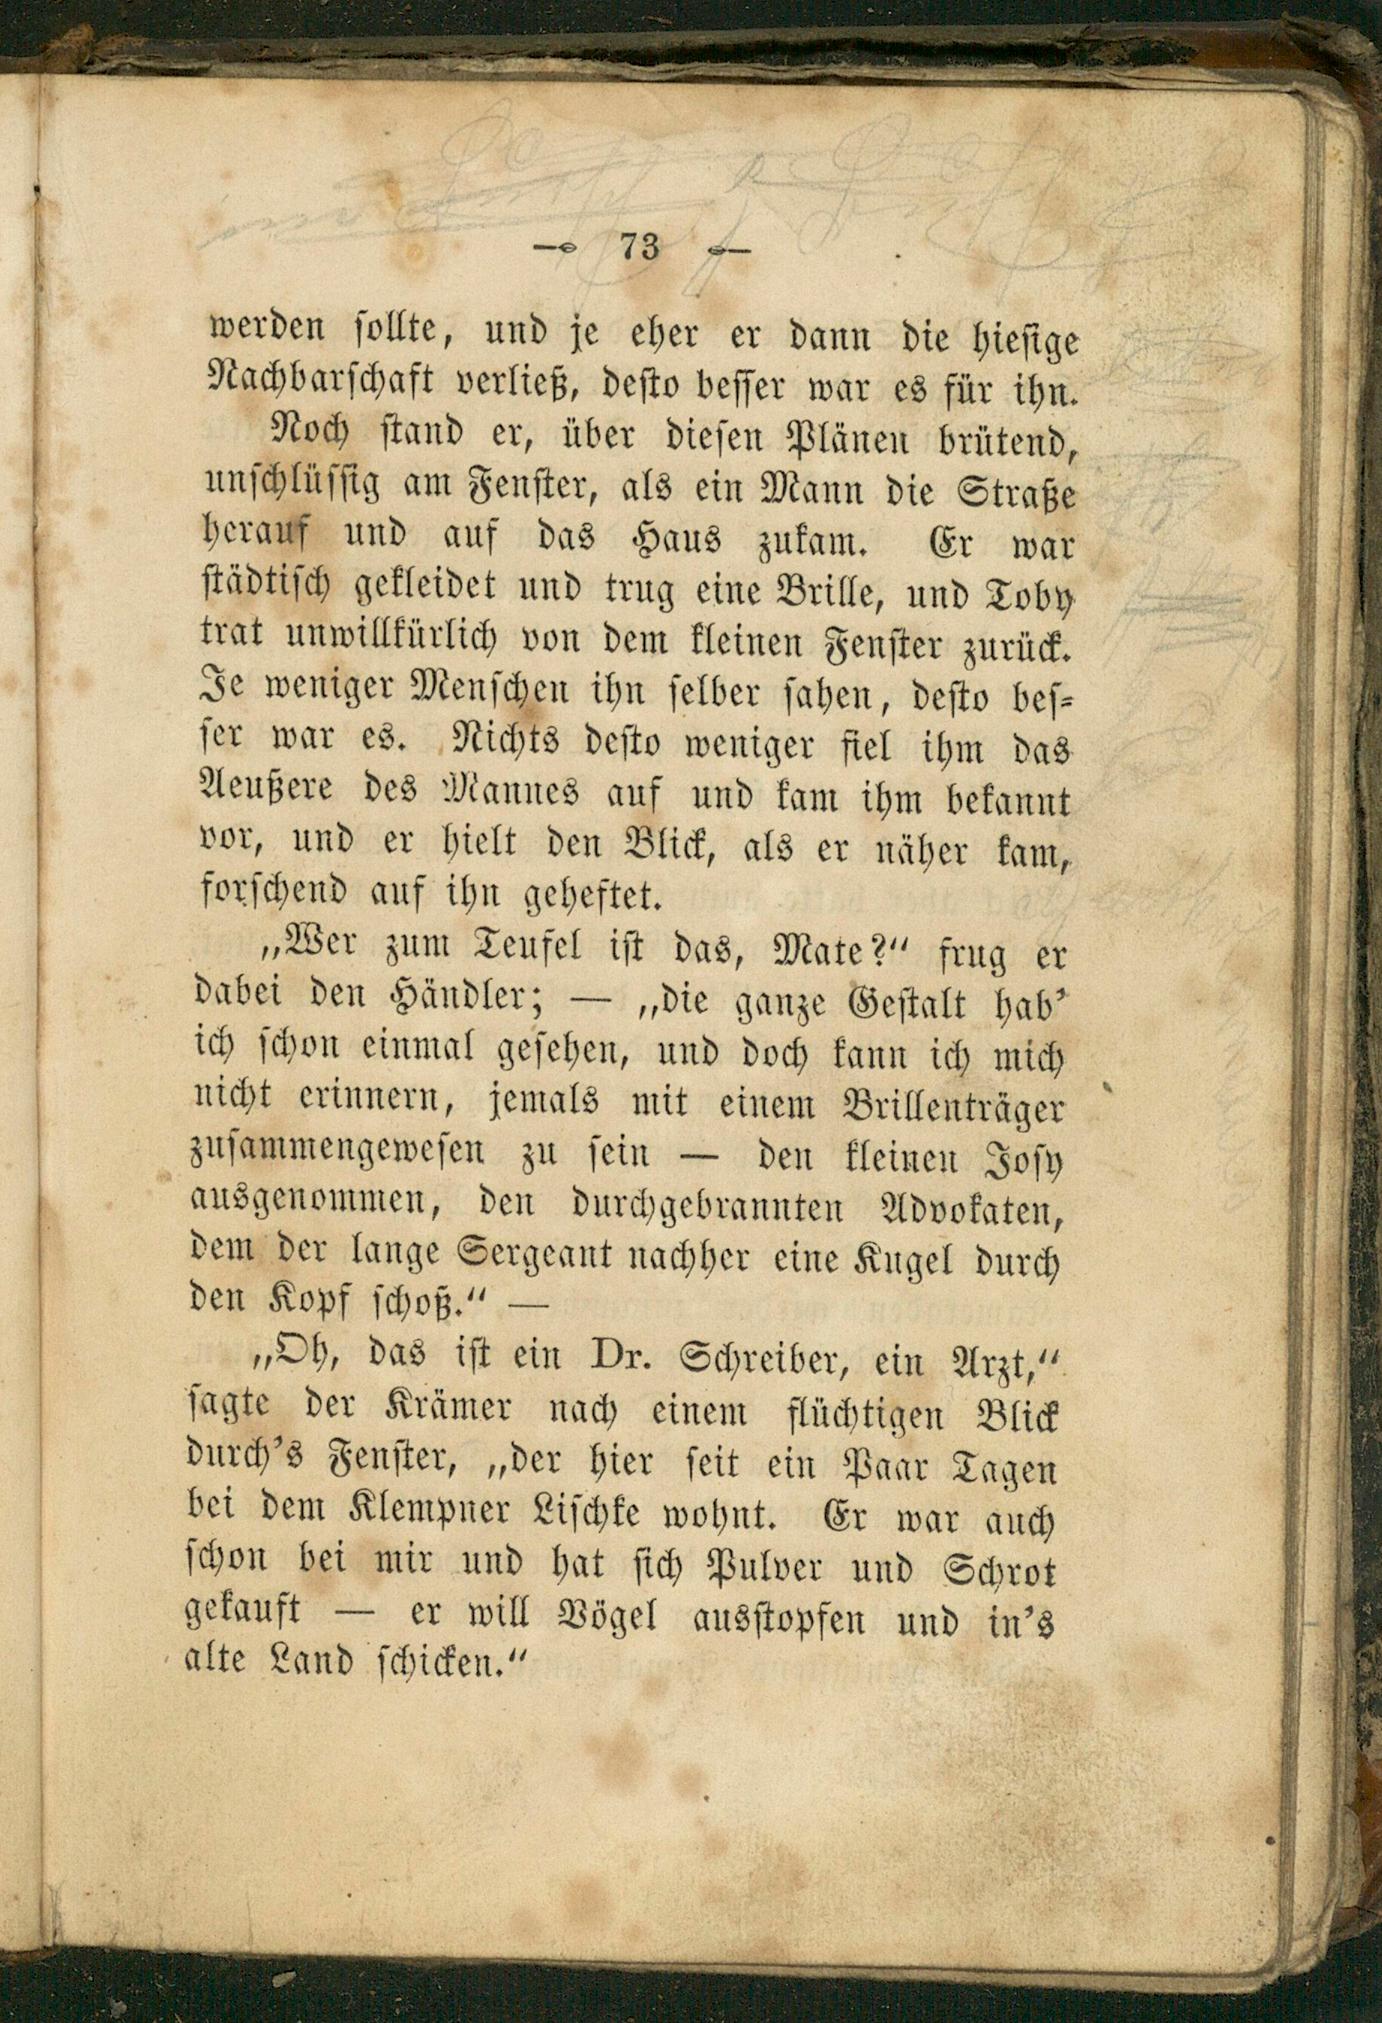 73
werden sollte, und je eher er dann die hiesige
Nachbarschaft verließ, desto besser war es für ihn.
Noch stand er, über diesen Plänen brütend,
unschlüssig am Fenster, als ein Mann die Straße
herauf und auf das Haus zukam. Er war
städtisch gekleidet und trug eine Brille, und Toby
trat unwillkürlich von dem kleinen Fenster zurück.
Je weniger Menschen ihn selber sahen, desto bes-
ser war es. Nichts desto weniger fiel ihm das
Aeußere des Mannes auf und kam ihm bekannt
vor, und er hielt den Blick, als er näher kam,
forschend auf ihn geheftet.
„Wer zum Teufel ist das, Mate?“ frug er
dabei den Händler; — „die ganze Gestalt hab’
ich schon einmal gesehen, und doch kann ich mich
nicht erinnern, jemals mit einem Brillenträger
zusammengewesen zu sein — den kleinen Josy
ausgenommen, den durchgebrannten Advokaten,
dem der lange Sergeant nachher eine Kugel durch
den Kopf schoß.“ —
„Oh, das ist ein Dr. Schreiber, ein Arzt,“
sagte der Krämer nach einem flüchtigen Blick
durch’s Fenster, „der hier seit ein Paar Tagen
bei dem Klempner Lischke wohnt. Er war auch
schon bei mir und hat sich Pulver und Schrot
gekauft — er will Vögel ausstopfen und in’s
alte Land schicken.“